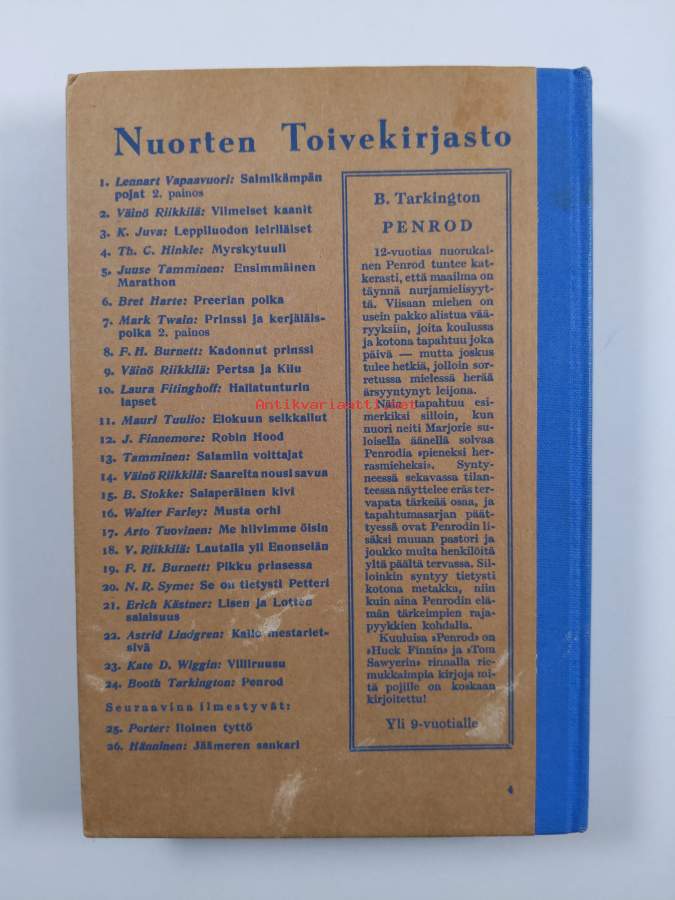 Nuorten Toivekirjasto
1. Lennart Vapaavuori: Salmikämpän
pojat 2. painos
2. Väinö Riikkilä: Viimeiset kaanit
3. K. Juva: Leppiluodon leiriläiset
4. Th. C. Hinkle: Myrskytuuli
5. Juuse Tamminen: Ensimmäinen
Marathon
6. Bret Harte: Preerian poika
7. Mark Twain: Prinssi ja kerjäläis-
poika 2. painos
8. F. H. Burnett: Kadonnut prinssi
9. Väinö Riikkilä: Pertsa ja Kilu
10. Laura Fitinghoff: Hallatunturin
lapset
11. Mauri Tuulio: Elokuun seikkailut
12. J. Finnemore: Robin Hood
13. Tamminen: Salamiin voittajat
14. Väinö Riikkilä: Saarelta nousi savua
15. B. Stokke: Salaperäinen kivi
16. Walter Farley: Musta orhi
17. Arto Tuovinen: Me hiivimme öisin
18. V. Riikkilä: Lautalla yli Enonselän
19. F. H. Burnett: Pikku prinsessa
20. N. R. Syme: Se on tietysti Petteri
21. Erich Kästner: Lisen ja Lotten
salaisuus
22. Astrid Lindgren: Kalle mestariet-
sivä
23. Kate D. Wiggin: Villiruusu
24. Booth Tarkington: Penrod
Seuraavina ilmestyvät:
25. Porter: Iloinen tyttö
26. Hänninen: Jäämeren sankari
B. Tarkington
PENROD
12-vuotias nuorukai-
nen Penrod tuntee kat-
kerasti, että maailma on
täynnä nurjamielisyyt-
tä. Viisaan miehen on
usein pakko alistua vää-
ryyksiin, joita koulussa
ja kotona tapahtuu joka
päivä — mutta joskus
tulee hetkiä, jolloin sor-
retussa mielessä herää
ärsyyntynyt leijona.
Näin tapahtuu esi-
merkiksi silloin, kun
nuori neiti Marjorie su-
loisella äänellä solvaa
Penrodia »pieneksi her-
rasmieheksi». Synty-
neessä sekavassa tilan-
teessa näyttelee eräs ter-
vapata tärkeää osaa, ja
tapahtumasarjan päät-
tyessä ovat Penrodin li-
säksi muuan pastori ja
joukko muita henkilöitä
yltä päältä tervassa. Sil-
loinkin syntyy tietysti
kotona metakka, niin
kuin aina Penrodin elä-
män tärkeimpien raja-
pyykkien kohdalla.
Kuuluisa »Penrod» on
»Huck Finnin» ja »Tom
Sawyerin» rinnalla rie-
mukkaimpia kirjoja mi-
tä pojille on koskaan
kirjoitettu!
Yli 9-vuotialle
4
Antikvariaatti.net